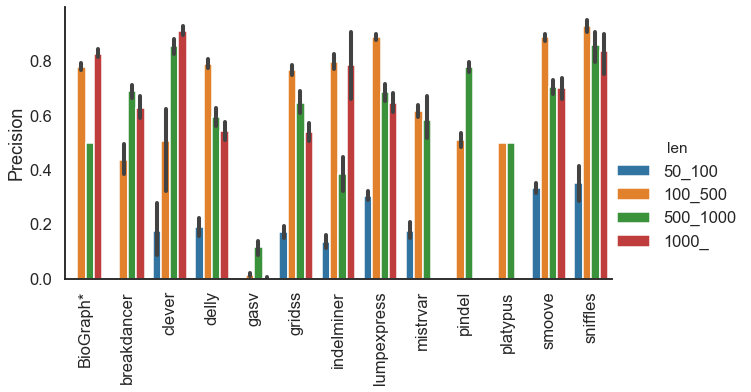 Precision
0.8
0.6
0.4
0.2
0.0
BioGraph*
breakdancer
clever
delly
gasv
gridss
indelminer
lumpexpress
mistrvar
pindel
platypus
smoove
sniffles
len
50_100
100_500
500_1000
1000_